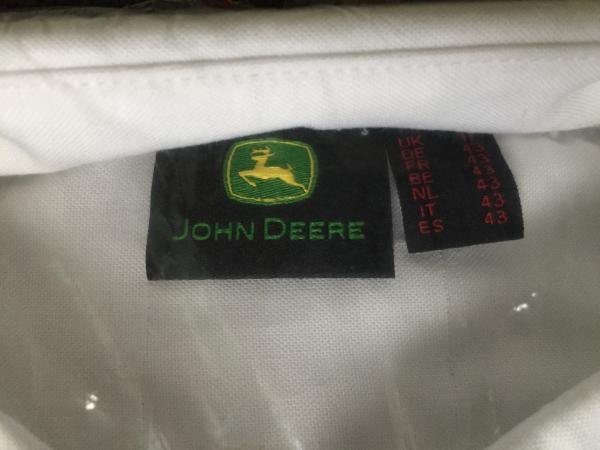 JOHN DEERE
UK
DE 43
FR 43
BE 43
NL 43
IT 43
ES 43